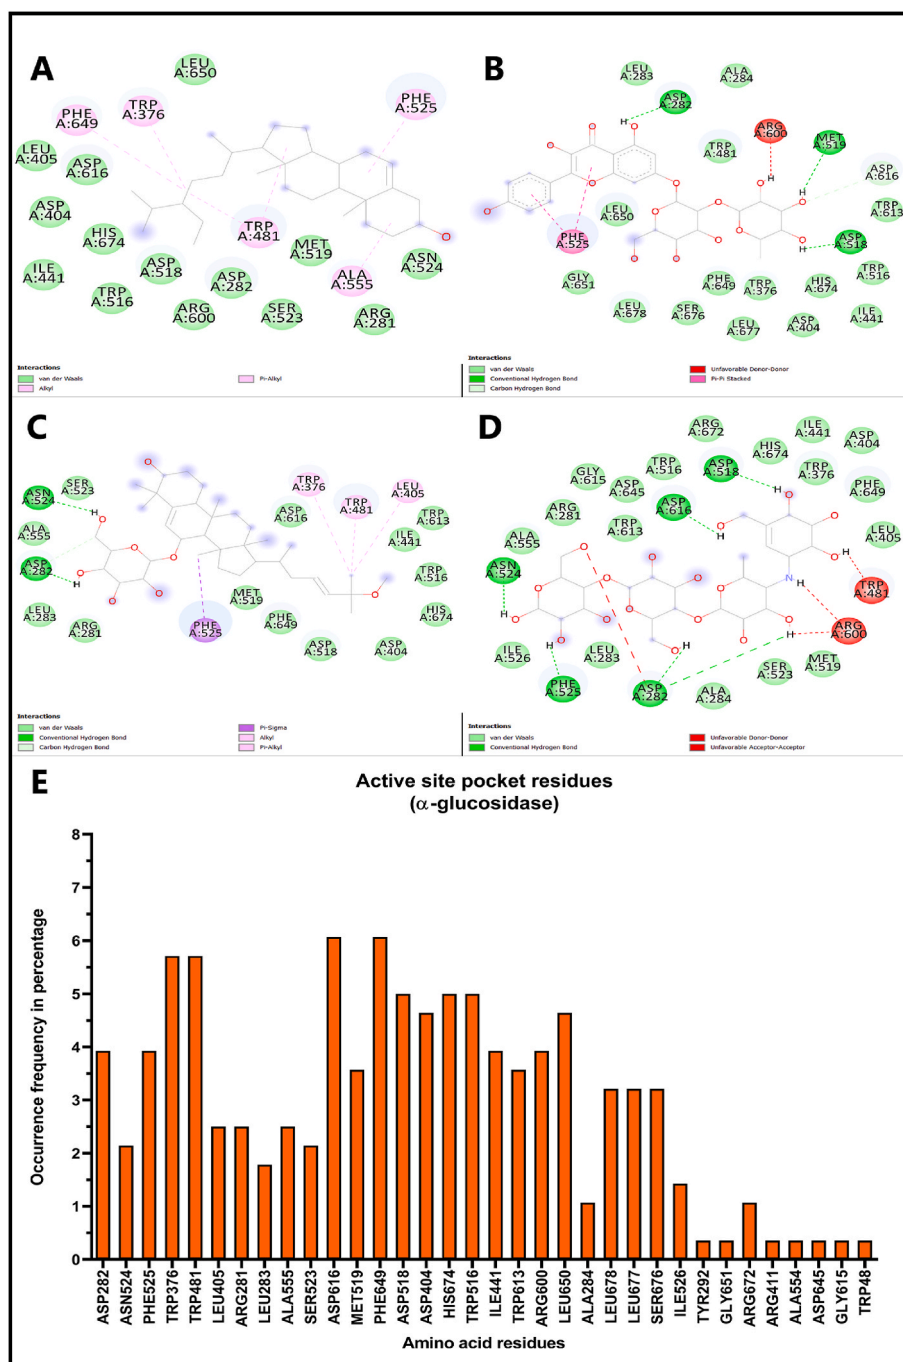 A
LEU
A:650
PHE
A:649
TRP
A:376
PHE
A:525
LEU
A:405
ASP
A:616
ASP
A:404
HIS
A:674
TRP
A:481
MET
A:519
ASN
A:524
ILE
A:441
ASP
A:518
ASP
A:282
ALA
A:555
TRP
A:516
ARG
A:600
SER
A:523
ARG
A:281
O
Interactions
van der Waals
Alkyl
Pi-Alkyl
B
LEU
A:283
ALA
A:284
ASP
A:282
ARG
A:600
MET
A:519
TRP
A:481
ASP
A:616
TRP
A:613
LEU
A:650
PHE
A:525
ASP
A:518
GLY
A:651
PHE
A:649
TRP
A:376
HIS
A:674
TRP
A:516
LEU
A:678
SER
A:676
LEU
A:677
ASP
A:404
ILE
A:441
Interactions
van der Waals
Conventional Hydrogen Bond
Carbon Hydrogen Bond
Unfavorable Donor-Donor
Pi-Pi Stacked
C
ASN
A:524
SER
A:523
TRP
A:376
LEU
A:405
TRP
A:481
ASP
A:616
TRP
A:613
ALA
A:555
ILE
A:441
ASP
A:282
TRP
A:516
LEU
A:283
MET
A:519
PHE
A:649
HIS
A:674
ARG
A:281
PHE
A:525
ASP
A:518
ASP
A:404
Interactions
van der Waals
Conventional Hydrogen Bond
Carbon Hydrogen Bond
Pi-Sigma
Alkyl
Pi-Alkyl
D
ARG
A:672
ILE
A:441
ASP
A:404
HIS
A:674
TRP
A:516
ASP
A:518
TRP
A:376
GLY
A:615
ASP
A:645
PHE
A:649
ARG
A:281
ASP
A:616
TRP
A:613
LEU
A:405
ALA
A:555
ASN
A:524
TRP
A:481
ARG
A:600
ILE
A:526
LEU
A:283
MET
A:519
SER
A:523
PHE
A:525
ASP
A:282
ALA
A:284
Interactions
van der Waals
Conventional Hydrogen Bond
Unfavorable Donor-Donor
Unfavorable Acceptor-Acceptor
E
Active site pocket residues
(α-glucosidase)
Occurrence frequency in percentage
8
7
6
5
4
3
2
1
0
ASP282
ASN524
PHE525
TRP376
TRP481
LEU405
ARG281
LEU283
ALA555
SER523
ASP616
MET519
PHE649
ASP518
ASP404
HIS674
TRP516
ILE441
TRP613
ARG600
LEU650
ALA284
LEU678
LEU677
SER676
ILE526
TYR292
GLY651
ARG672
ARG411
ALA554
ASP645
GLY615
TRP48
Amino acid residues